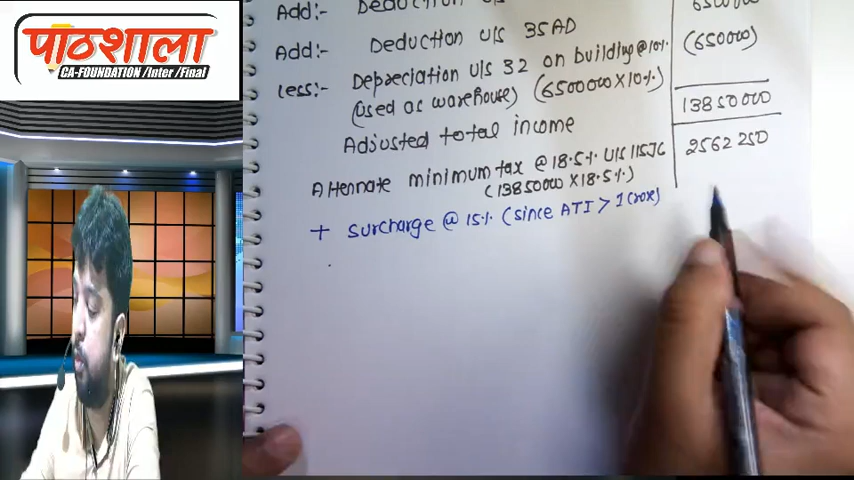 पाठशाला
CA-FOUNDATION /Inter /Final
Add:- Deduction u/s
Add:- Deduction u/s 35AD
Less:- Depreciation u/s 32 on building @ 10%. (650000)
(used as warehouse) (6500000 X 10%)
Adjusted total income 13850000
Alternate minimum tax @ 18.5% u/s 115JC 2562250
(13850000 X 18.5%)
+ Surcharge @ 15% (since ATI > 1 crore)